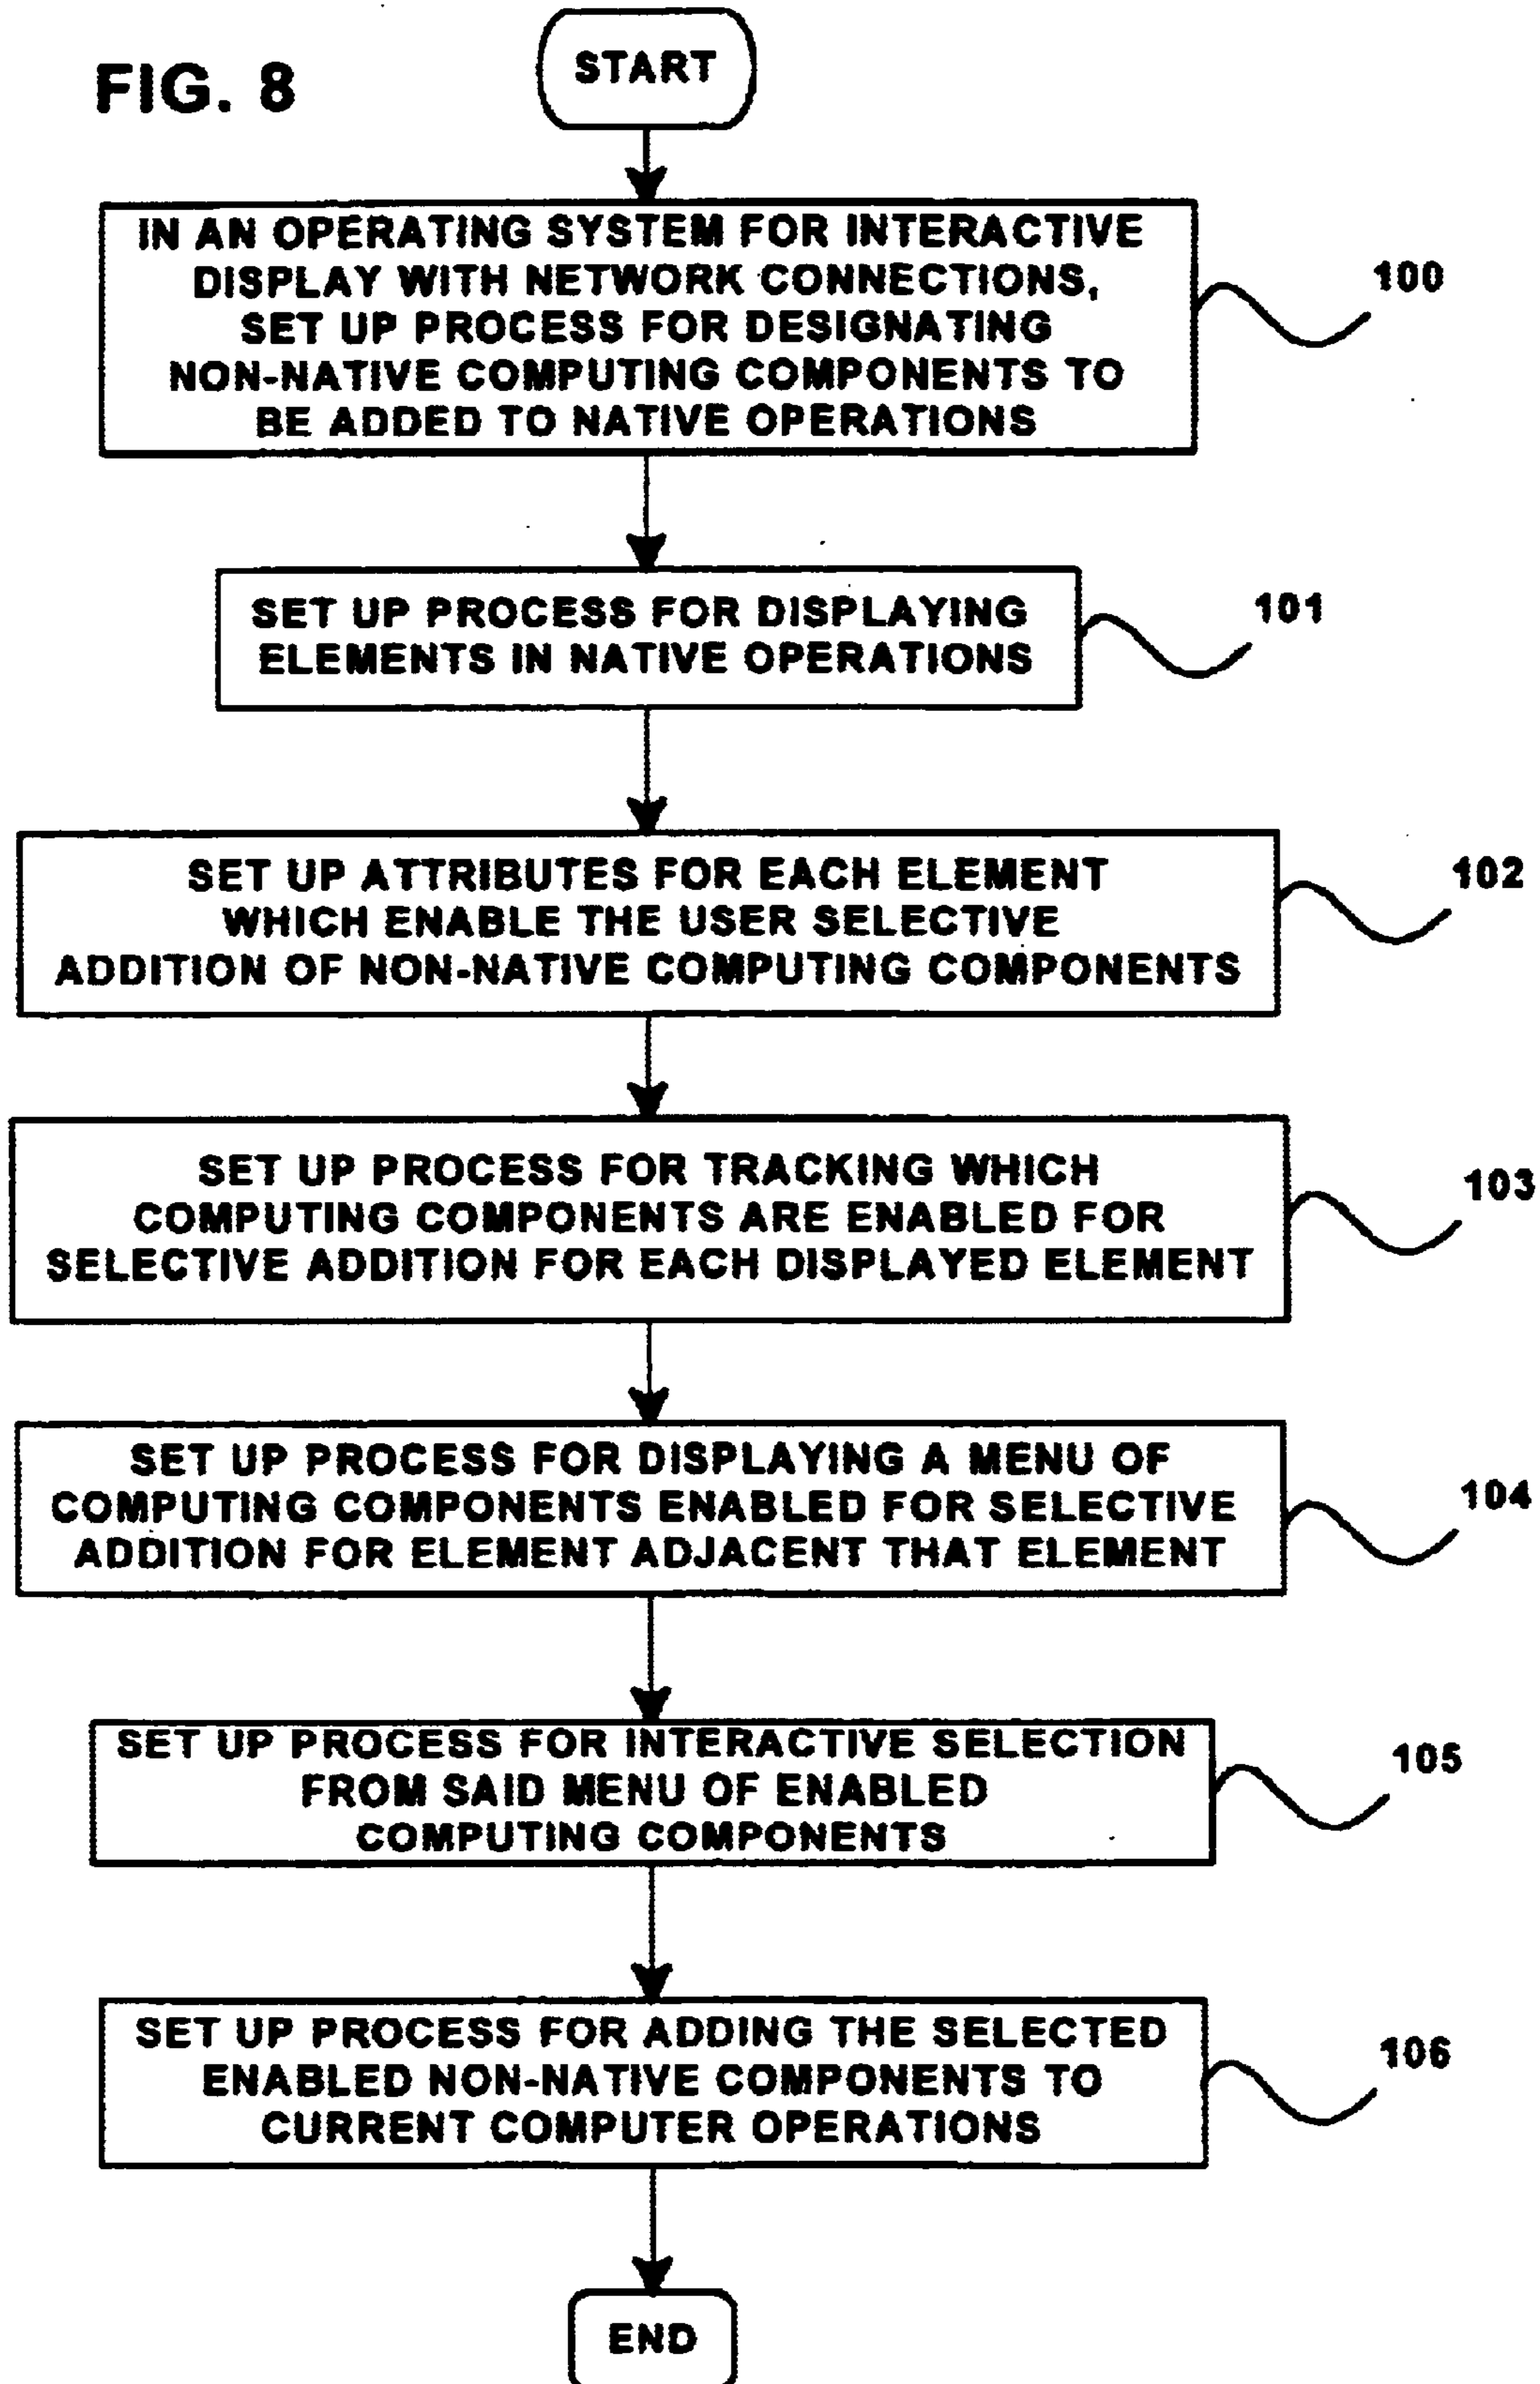 FIG. 8
START
IN AN OPERATING SYSTEM FOR INTERACTIVE
DISPLAY WITH NETWORK CONNECTIONS,
SET UP PROCESS FOR DESIGNATING
NON-NATIVE COMPUTING COMPONENTS TO
BE ADDED TO NATIVE OPERATIONS
100
SET UP PROCESS FOR DISPLAYING
ELEMENTS IN NATIVE OPERATIONS
101
SET UP ATTRIBUTES FOR EACH ELEMENT
WHICH ENABLE THE USER SELECTIVE
ADDITION OF NON-NATIVE COMPUTING COMPONENTS
102
SET UP PROCESS FOR TRACKING WHICH
COMPUTING COMPONENTS ARE ENABLED FOR
SELECTIVE ADDITION FOR EACH DISPLAYED ELEMENT
103
SET UP PROCESS FOR DISPLAYING A MENU OF
COMPUTING COMPONENTS ENABLED FOR SELECTIVE
ADDITION FOR ELEMENT ADJACENT THAT ELEMENT
104
SET UP PROCESS FOR INTERACTIVE SELECTION
FROM SAID MENU OF ENABLED
COMPUTING COMPONENTS
105
SET UP PROCESS FOR ADDING THE SELECTED
ENABLED NON-NATIVE COMPONENTS TO
CURRENT COMPUTER OPERATIONS
106
END